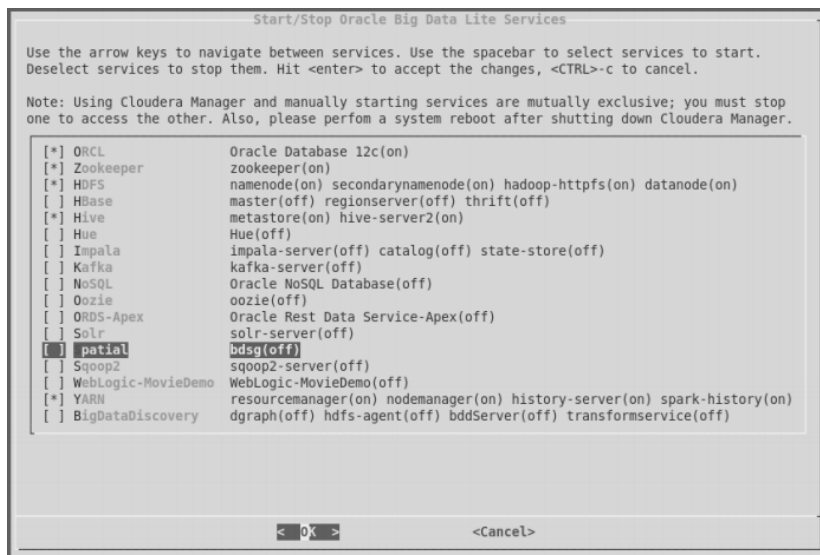 Start/Stop Oracle Big Data Lite Services
Use the arrow keys to navigate between services. Use the spacebar to select services to start.
Deselect services to stop them. Hit <enter> to accept the changes, <CTRL>-c to cancel.
Note: Using Cloudera Manager and manually starting services are mutually exclusive; you must stop
one to access the other. Also, please perfom a system reboot after shutting down Cloudera Manager.
[*] ORCL Oracle Database 12c(on)
[*] Zookeeper zookeeper(on)
[*] HDFS namenode(on) secondarynamenode(on) hadoop-httpfs(on) datanode(on)
[ ] HBase master(off) regionserver(off) thrift(off)
[*] Hive metastore(on) hive-server2(on)
[ ] Hue Hue(off)
[ ] Impala impala-server(off) catalog(off) state-store(off)
[ ] Kafka kafka-server(off)
[ ] NoSQL Oracle NoSQL Database(off)
[ ] Oozie oozie(off)
[ ] ORDS-Apex Oracle Rest Data Service-Apex(off)
[ ] Solr solr-server(off)
[ ] patial bdsg(off)
[ ] Sqoop2 sqoop2-server(off)
[ ] WebLogic-MovieDemo WebLogic-MovieDemo(off)
[*] YARN resourcemanager(on) nodemanager(on) history-server(on) spark-history(on)
[ ] BigDataDiscovery dgraph(off) hdfs-agent(off) bddServer(off) transformservice(off)
< OK > <Cancel>